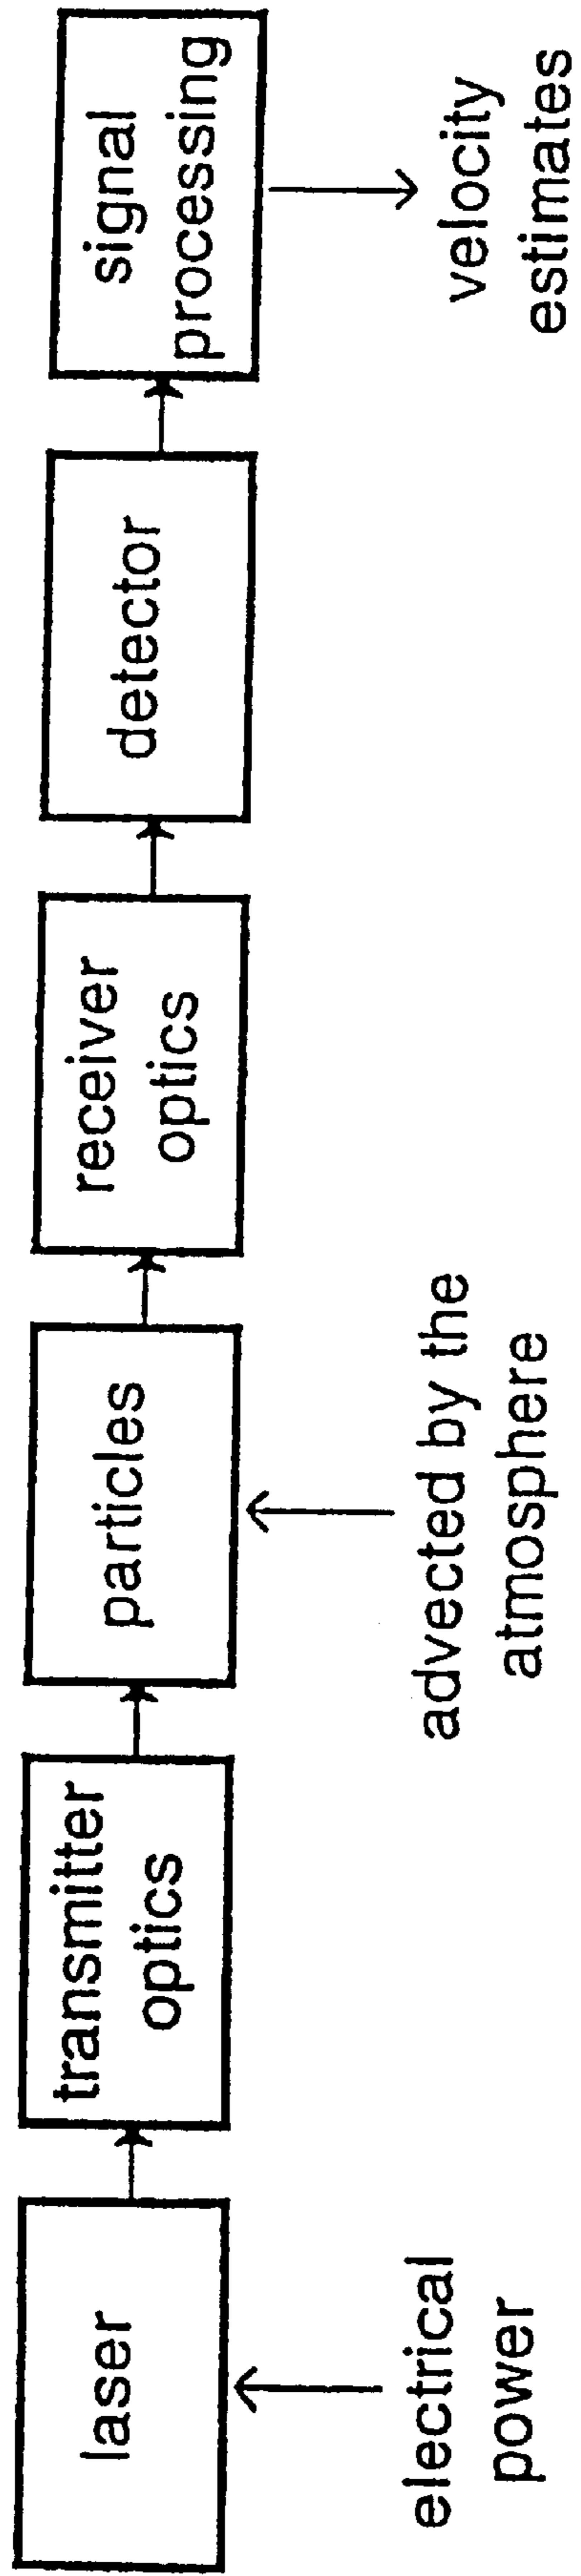 laser
transmitter
optics
particles
receiver
optics
detector
signal
processing
electrical
power
advected by the
atmosphere
velocity
estimates